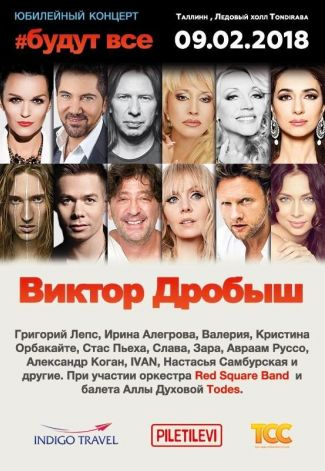 ЮБИЛЕЙНЫЙ КОНЦЕРТ
Таллинн , Ледовый холл Tondiraba
#будут все
09.02.2018
Виктор Дробыш
Григорий Лепс, Ирина Алегрова, Валерия, Кристина
Орбакайте, Стас Пьеха, Слава, Зара, Авраам Руссо,
Александр Коган, IVAN, Настасья Самбурская и
другие. При участии оркестра Red Square Band и
балета Аллы Духовой Todes.
INDIGO TRAVEL
PILETILEVI
TCC